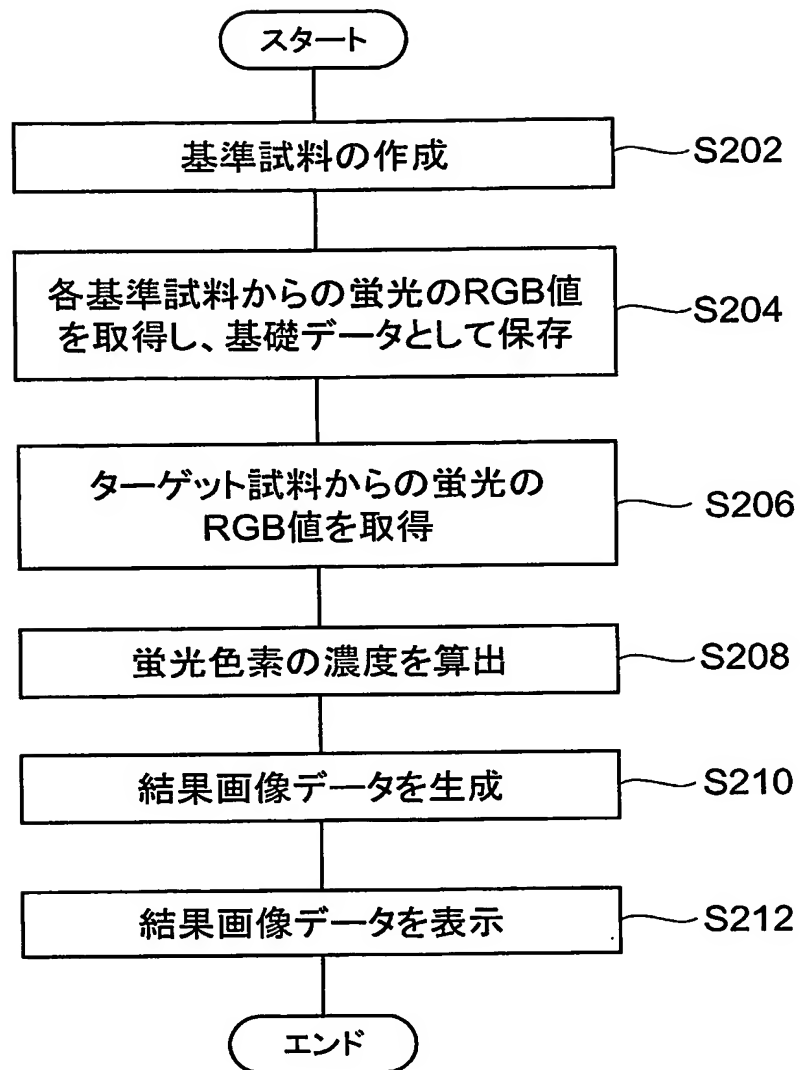 スタート
基準試料の作成
S202
各基準試料からの蛍光のRGB値
を取得し、基礎データとして保存
S204
ターゲット試料からの蛍光の
RGB値を取得
S206
蛍光色素の濃度を算出
S208
結果画像データを生成
S210
結果画像データを表示
S212
エンド